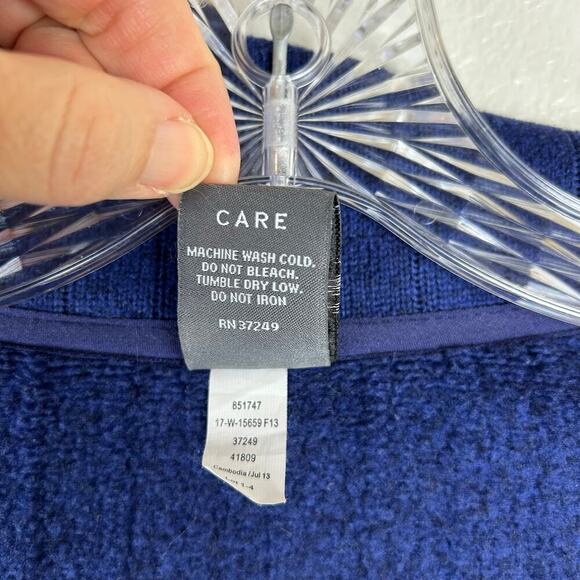 CARE
MACHINE WASH COLD.
DO NOT BLEACH.
TUMBLE DRY LOW.
DO NOT IRON
RN 37249
851747
17-W-15659 F13
37249
41809
Cambodia /Jul 13